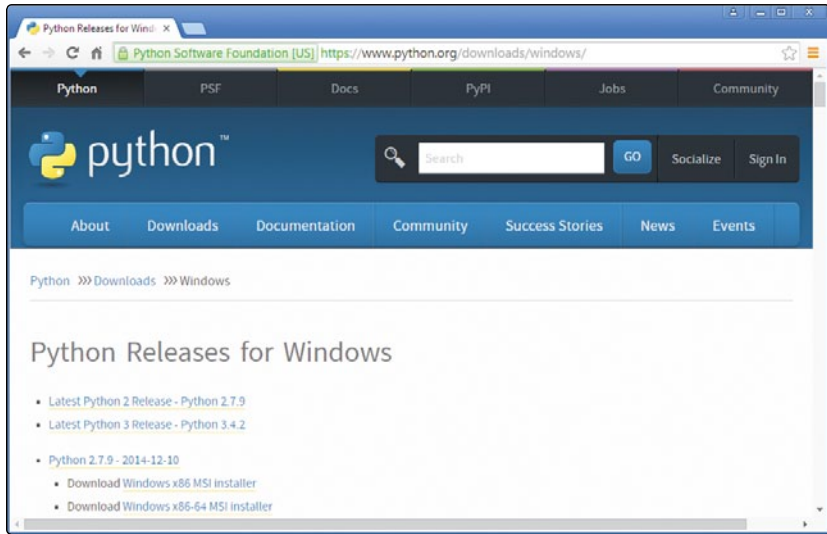 Python Releases for Wind
Python Software Foundation [US] https://www.python.org/downloads/windows/
Python PSF Docs PyPI Jobs Community
python™
Search GO Socialize Sign In
About Downloads Documentation Community Success Stories News Events
Python >>> Downloads >>> Windows
Python Releases for Windows
Latest Python 2 Release - Python 2.7.9
Latest Python 3 Release - Python 3.4.2
Python 2.7.9 - 2014-12-10
Download Windows x86 MSI installer
Download Windows x86-64 MSI installer